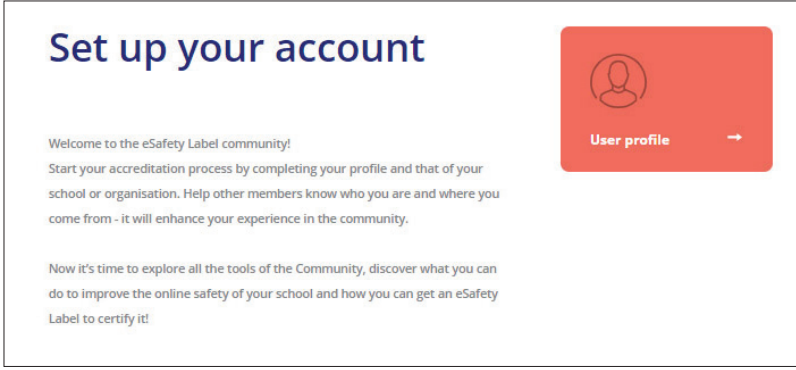 Set up your account
Welcome to the eSafety Label community!
Start your accreditation process by completing your profile and that of your
school or organisation. Help other members know who you are and where you
come from - it will enhance your experience in the community.
Now it's time to explore all the tools of the Community, discover what you can
do to improve the online safety of your school and how you can get an eSafety
Label to certify it!
User profile